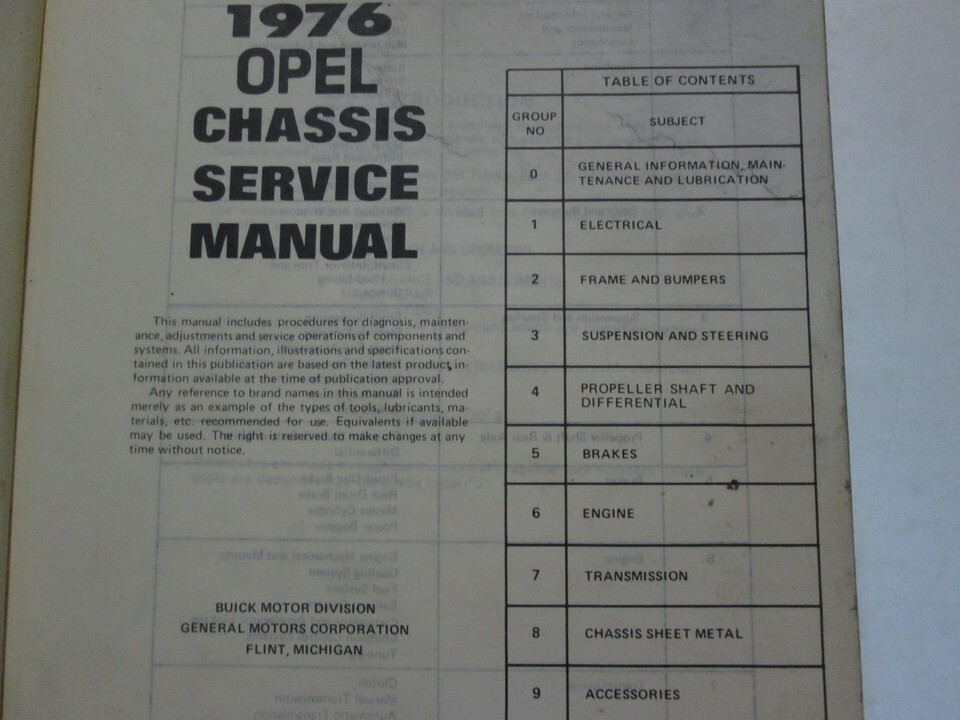 1976
OPEL
CHASSIS
SERVICE
MANUAL
This manual includes procedures for diagnosis, mainten-
ance, adjustments and service operations of components and
systems. All information, illustrations and specifications con-
tained in this publication are based on the latest product in-
formation available at the time of publication approval.
Any reference to brand names in this manual is intended
merely as an example of the types of tools, lubricants, ma-
terials, etc. recommended for use. Equivalents if available
may be used. The right is reserved to make changes at any
time without notice.
BUICK MOTOR DIVISION
GENERAL MOTORS CORPORATION
FLINT, MICHIGAN
TABLE OF CONTENTS
GROUP
NO
SUBJECT
0
GENERAL INFORMATION, MAIN-
TENANCE AND LUBRICATION
1 ELECTRICAL
2 FRAME AND BUMPERS
3 SUSPENSION AND STEERING
4
PROPELLER SHAFT AND
DIFFERENTIAL
5 BRAKES
6 ENGINE
7 TRANSMISSION
8 CHASSIS SHEET METAL
9 ACCESSORIES